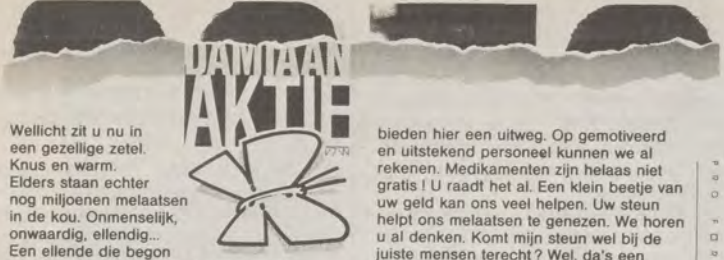 DAMIAAN
AKTIE
Wellicht zit u nu in
een gezellige zetel.
Knus en warm.
Elders staan echter
nog miljoenen melaatsen
in de kou. Onmenselijk,
onwaardig, ellendig...
Een ellende die begon
bieden hier een uitweg. Op gemotiveerd
en uitstekend personeel kunnen we al
rekenen. Medikamenten zijn helaas niet
gratis ! U raadt het al. Een klein beetje van
uw geld kan ons veel helpen. Uw steun
helpt ons melaatsen te genezen. We horen
u al denken. Komt mijn steun wel bij de
juiste mensen terecht ? Wel, da's een